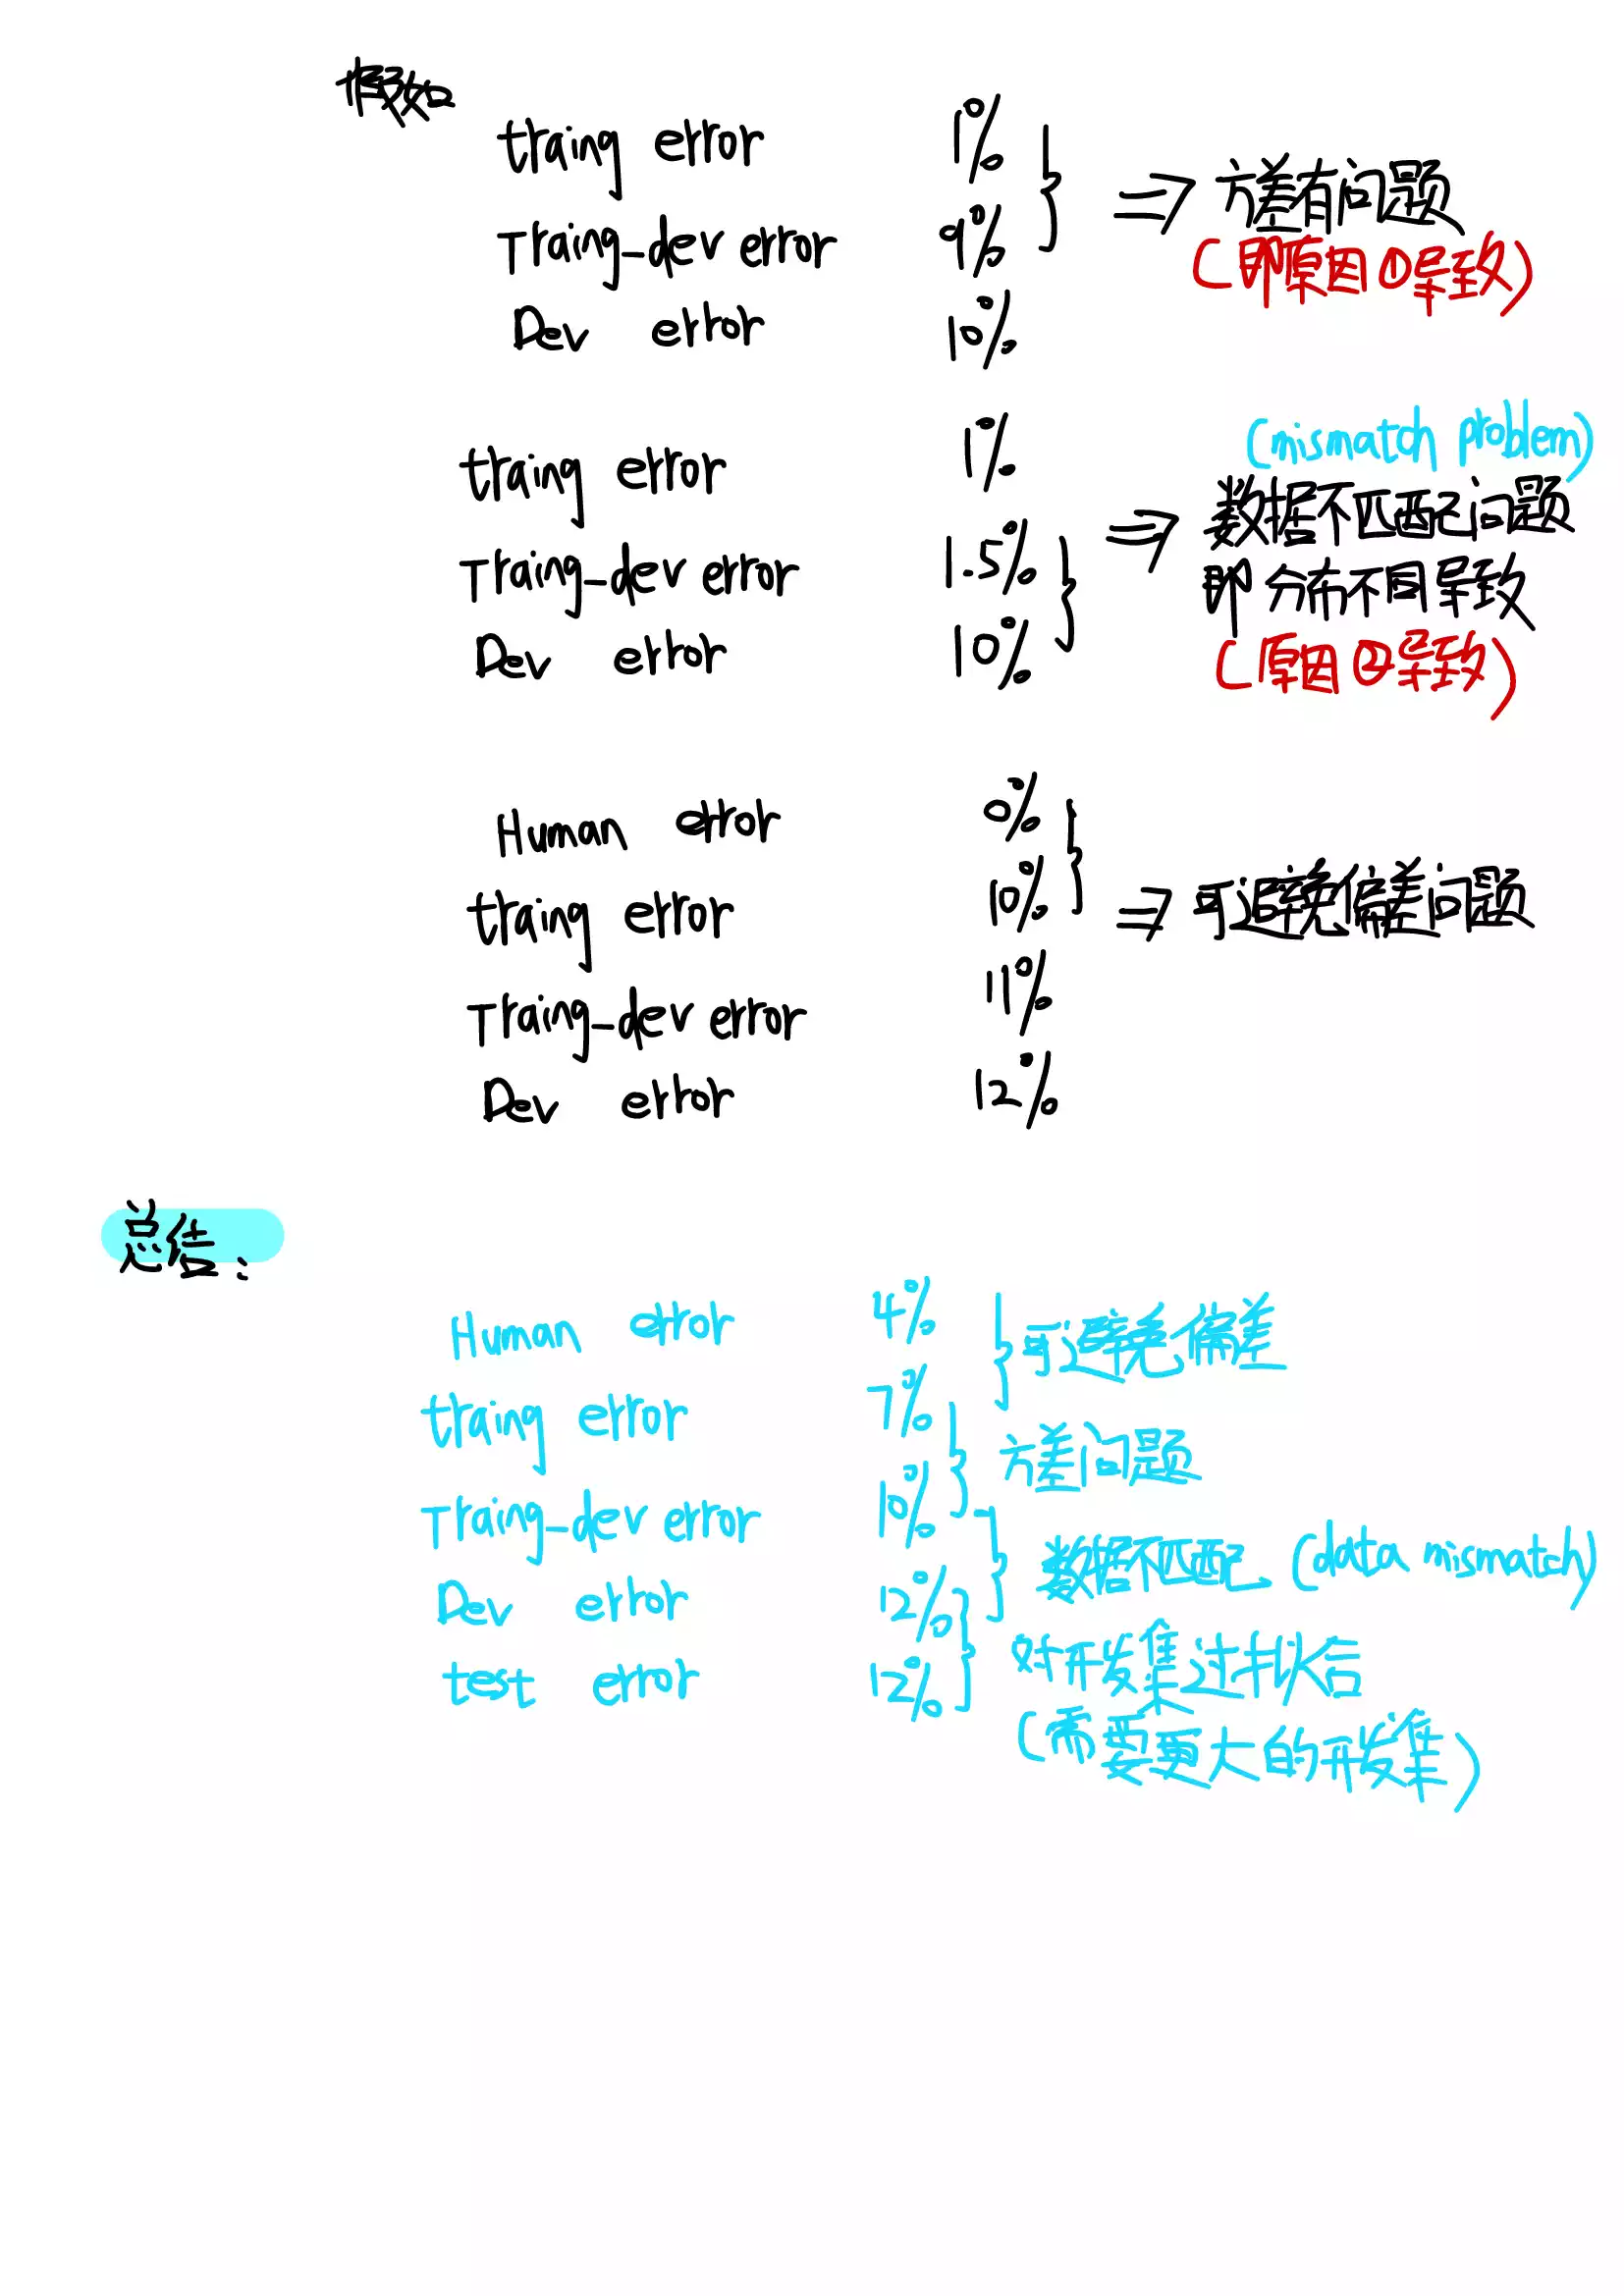 假如
traing error 1%
Traing-dev error 9%
Dev error 10%
⇒ 方差有问题
(即原因①导致)
traing error 1%
Traing-dev error 1.5%
Dev error 10%
(mismatch problem)
⇒ 数据不匹配问题
即分布不同导致
(原因②导致)
Human error 0%
traing error 10%
Traing-dev error 11%
Dev error 12%
⇒ 可避免偏差问题
总结:
Human error 4%
traing error 7%
Traing-dev error 10%
Dev error 12%
test error 12%
可避免偏差
方差问题
数据不匹配 (data mismatch)
对开发集过拟合
(需要更大的开发集)